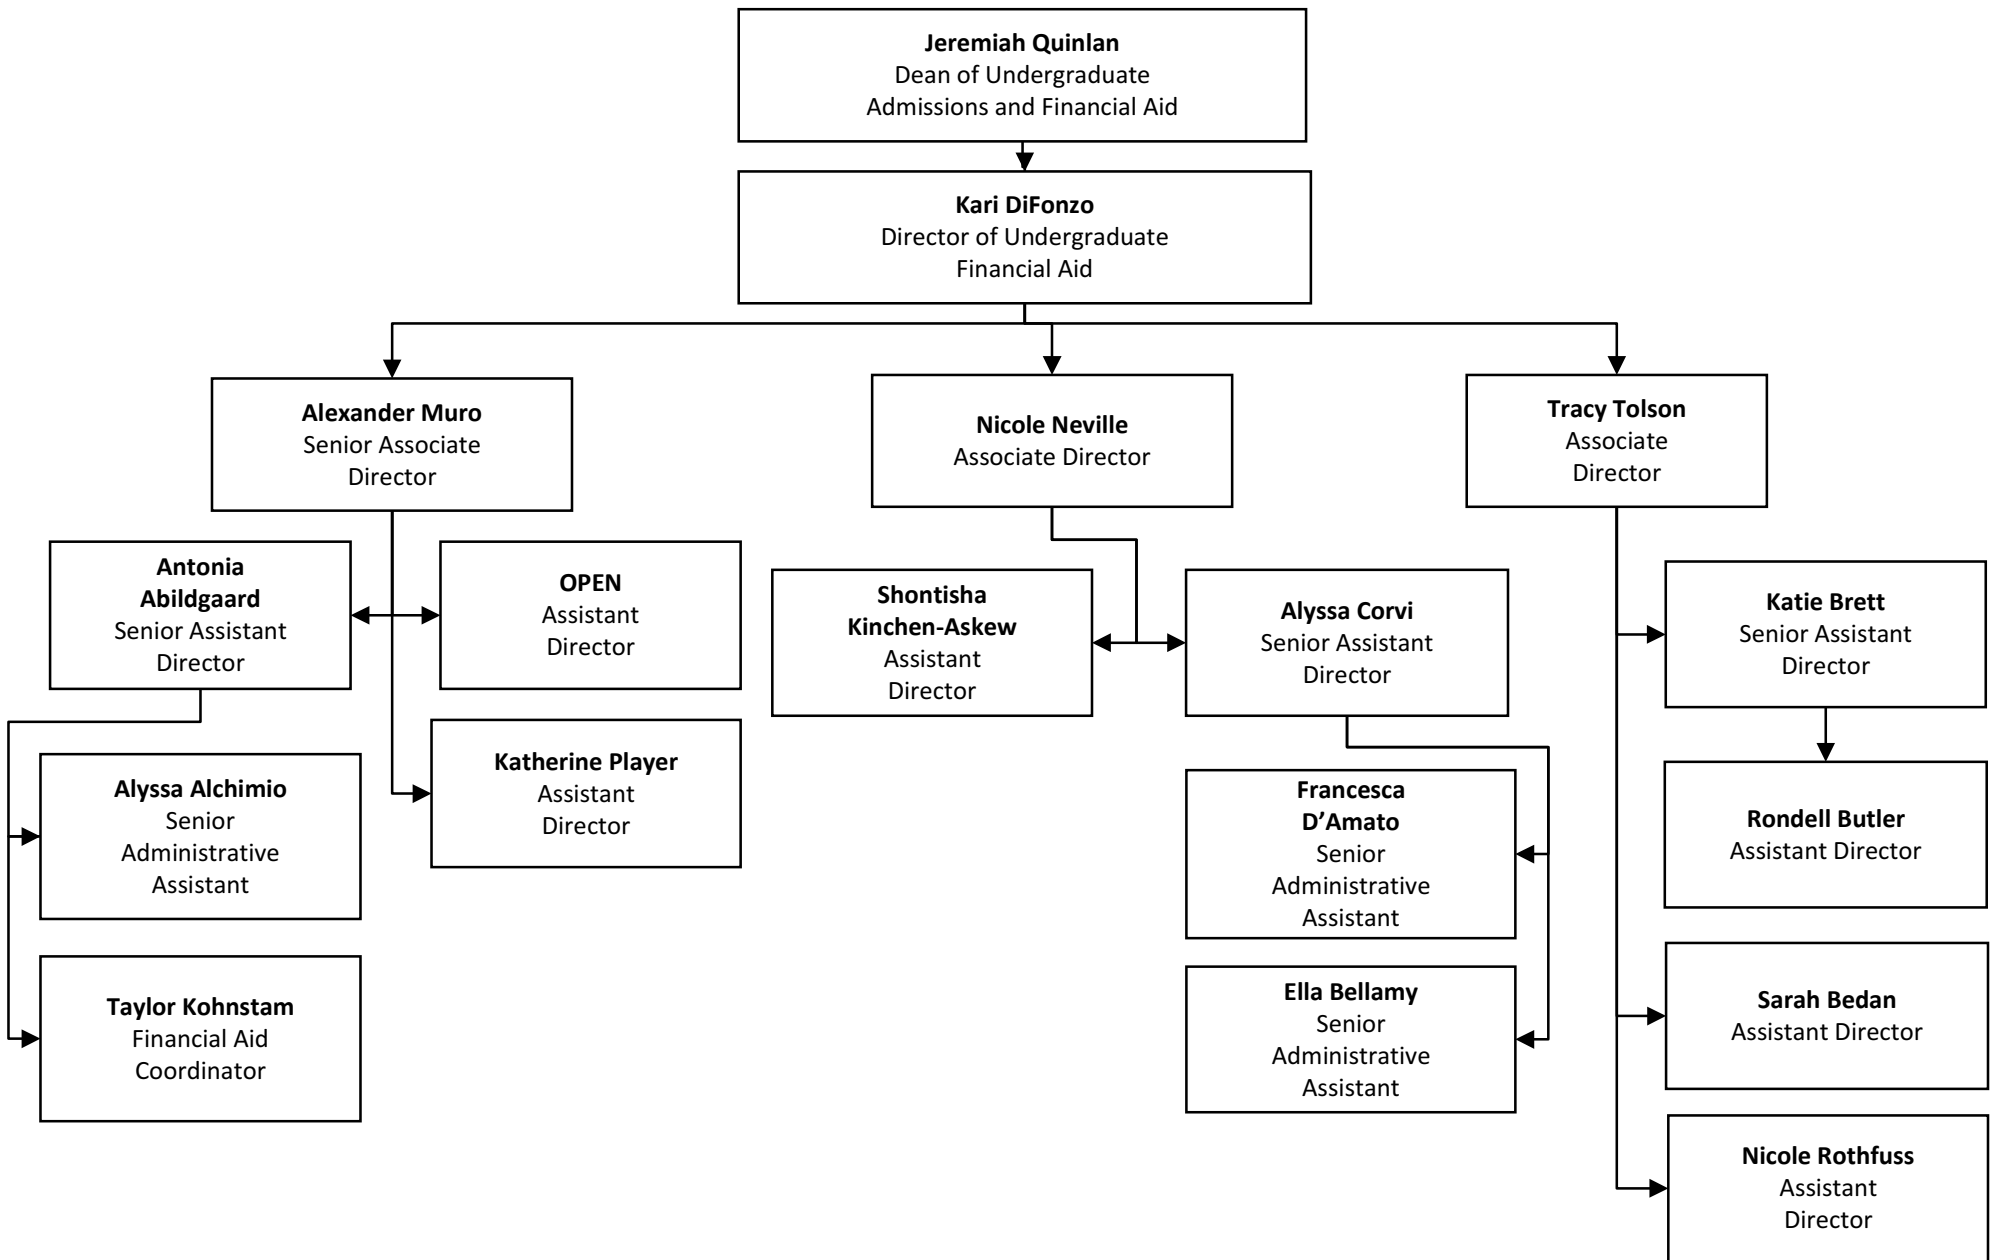 Jeremiah Quinlan
Dean of Undergraduate
Admissions and Financial Aid
Kari DiFonzo
Director of Undergraduate
Financial Aid
Alexander Muro
Senior Associate
Director
Nicole Neville
Associate Director
Tracy Tolson
Associate
Director
Antonia
Abildgaard
Senior Assistant
Director
OPEN
Assistant
Director
Shontisha
Kinchen-Askew
Assistant
Director
Alyssa Corvi
Senior Assistant
Director
Katie Brett
Senior Assistant
Director
Alyssa Alchimio
Senior
Administrative
Assistant
Katherine Player
Assistant
Director
Francesca
D’Amato
Senior
Administrative
Assistant
Rondell Butler
Assistant Director
Taylor Kohnstam
Financial Aid
Coordinator
Ella Bellamy
Senior
Administrative
Assistant
Sarah Bedan
Assistant Director
Nicole Rothfuss
Assistant
Director